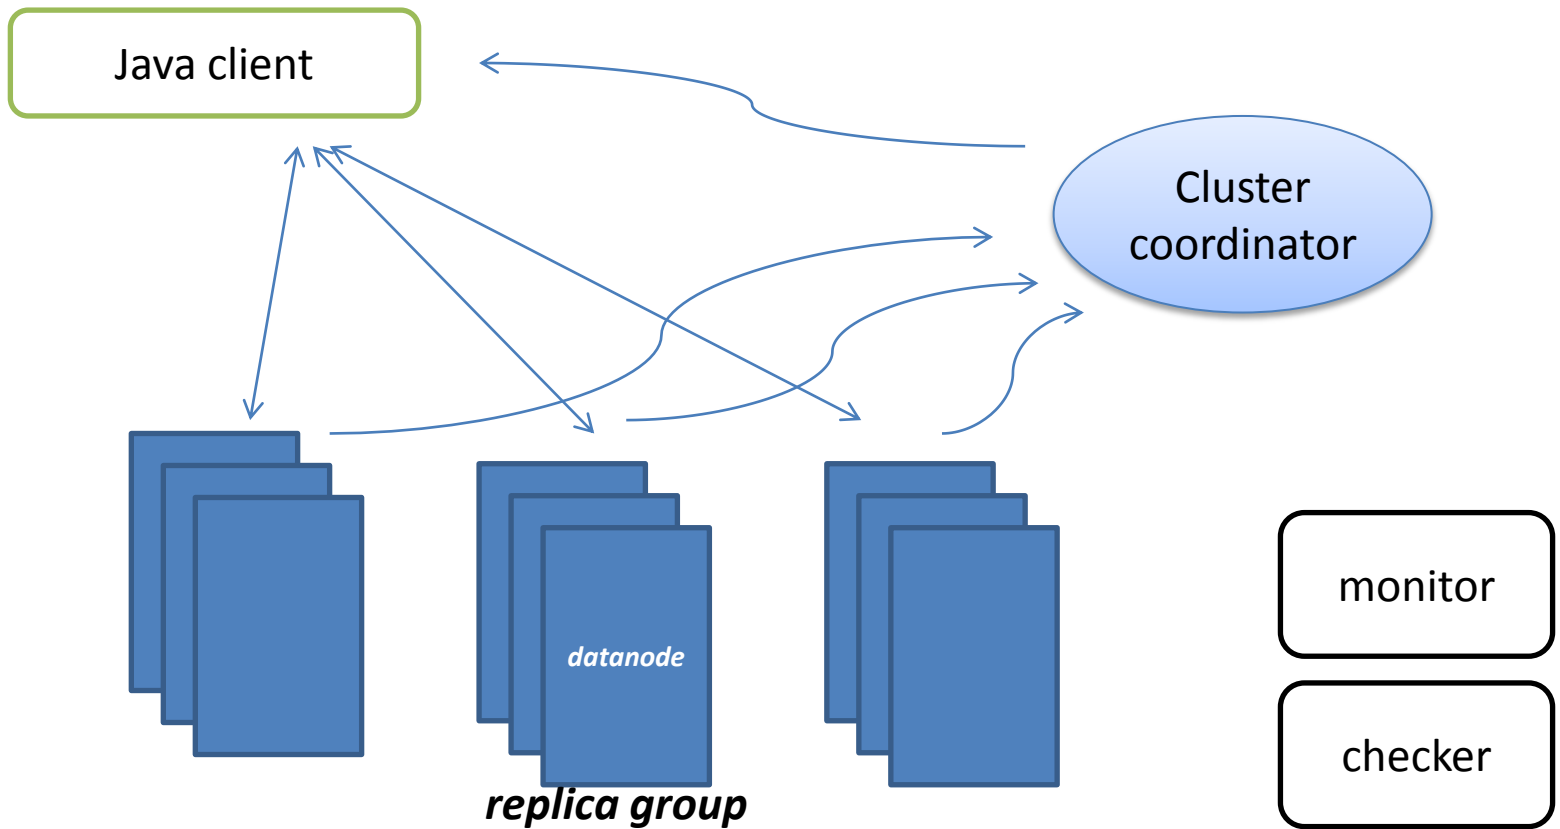 Java client
Cluster
coordinator
datanode
replica group
monitor
checker